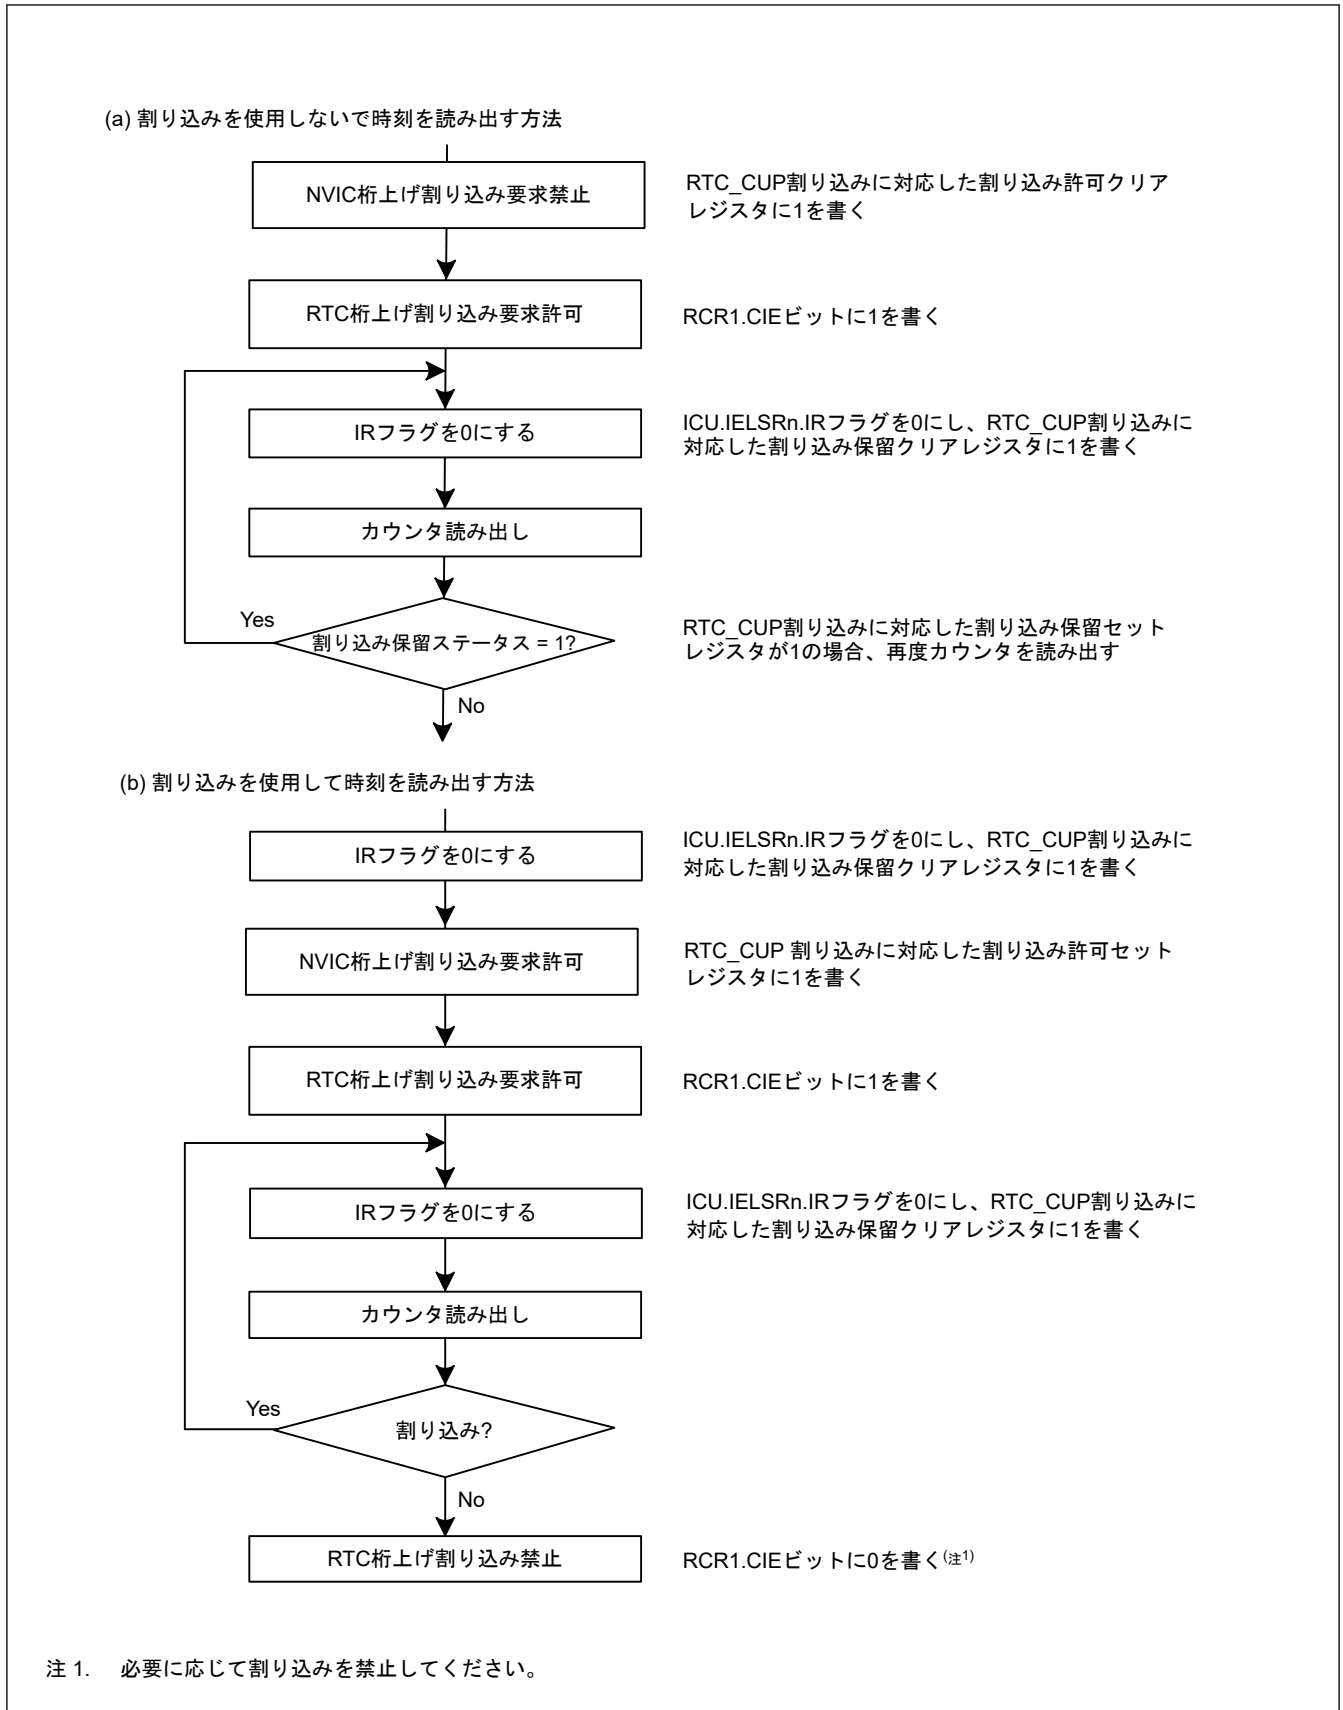 (a) 割り込みを使用しないで時刻を読み出す方法
NVIC桁上げ割り込み要求禁止
RTC_CUP割り込みに対応した割り込み許可クリア
レジスタに1を書く
RTC桁上げ割り込み要求許可
RCR1.CIEビットに1を書く
IRフラグを0にする
ICU.IELSRn.IRフラグを0にし、RTC_CUP割り込みに
対応した割り込み保留クリアレジスタに1を書く
カウンタ読み出し
Yes
割り込み保留ステータス = 1?
RTC_CUP割り込みに対応した割り込み保留セット
レジスタが1の場合、再度カウンタを読み出す
No
(b) 割り込みを使用して時刻を読み出す方法
IRフラグを0にする
ICU.IELSRn.IRフラグを0にし、RTC_CUP割り込みに
対応した割り込み保留クリアレジスタに1を書く
NVIC桁上げ割り込み要求許可
RTC_CUP 割り込みに対応した割り込み許可セット
レジスタに1を書く
RTC桁上げ割り込み要求許可
RCR1.CIEビットに1を書く
IRフラグを0にする
ICU.IELSRn.IRフラグを0にし、RTC_CUP割り込みに
対応した割り込み保留クリアレジスタに1を書く
カウンタ読み出し
Yes
割り込み?
No
RTC桁上げ割り込み禁止
RCR1.CIEビットに0を書く(注1)
注 1. 必要に応じて割り込みを禁止してください。